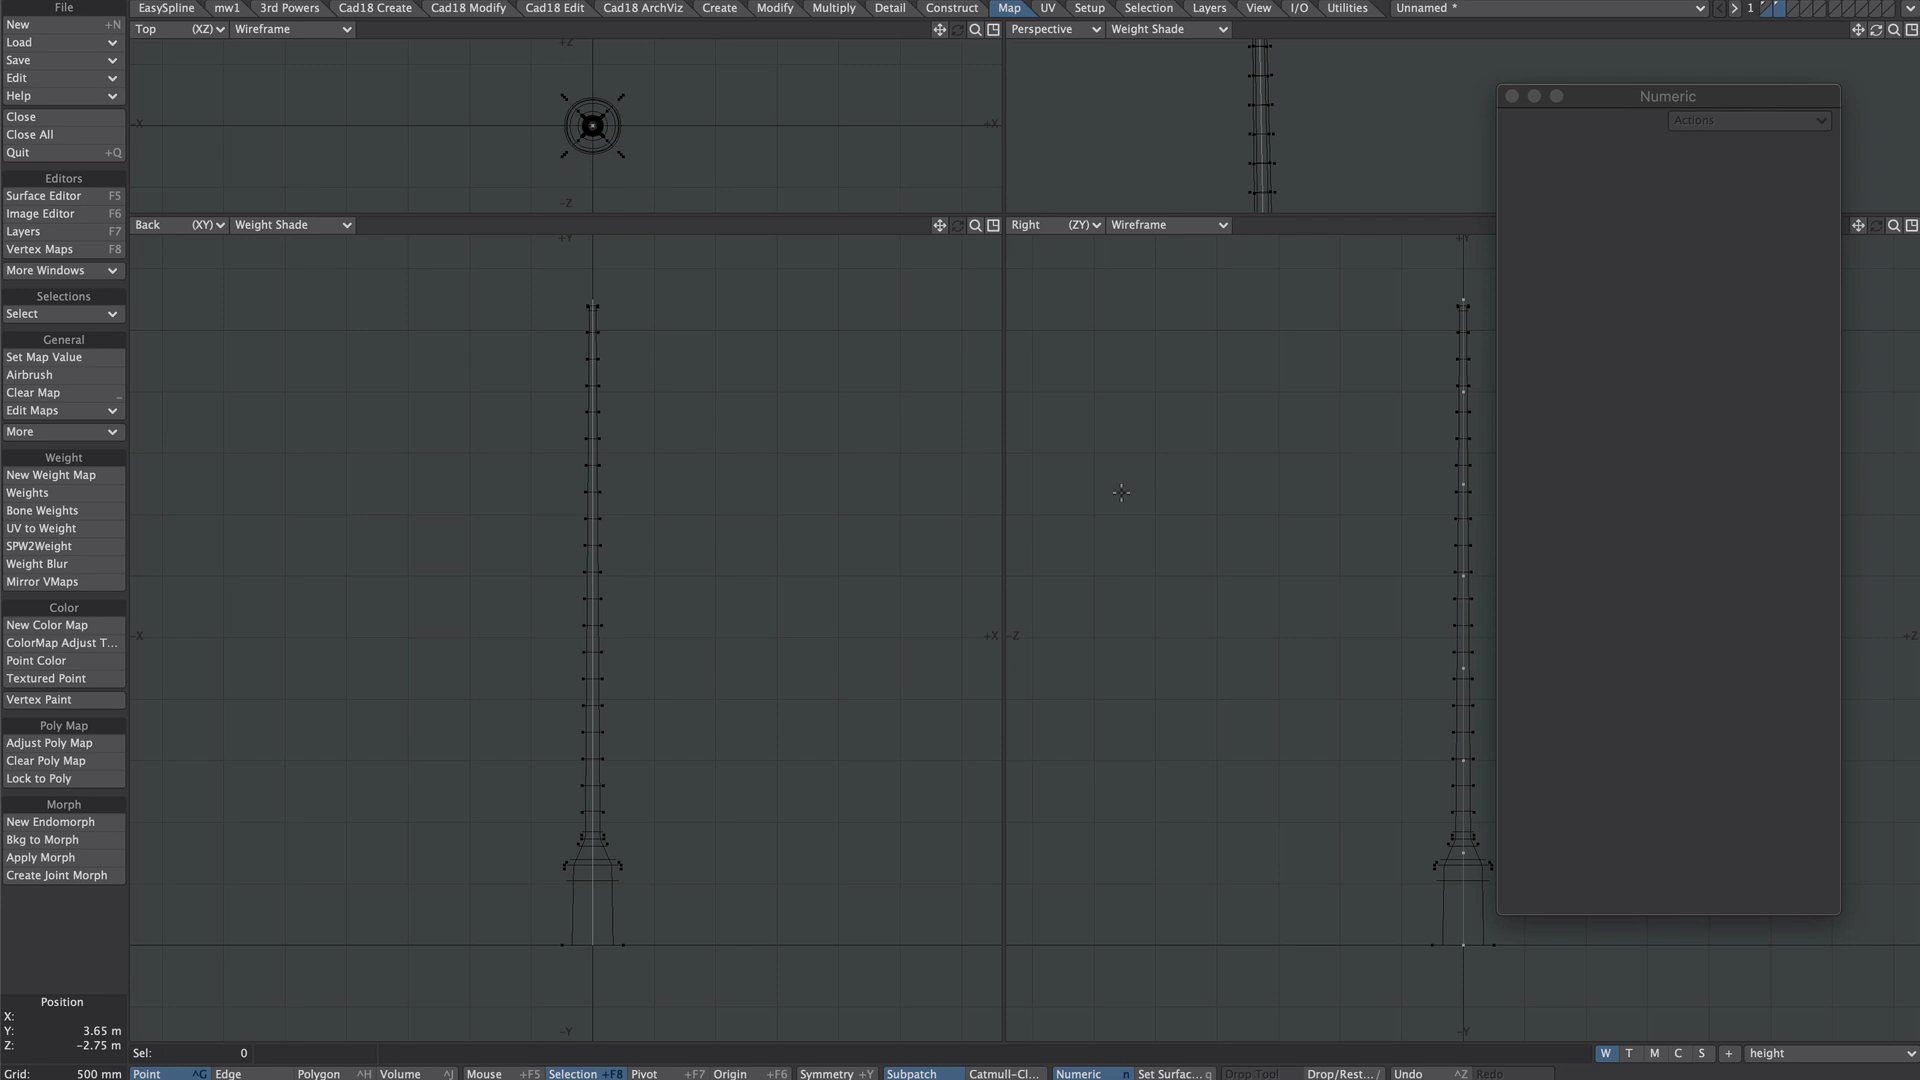 File EasySpline mw1 3rd Powers Cad18 Create Cad18 Modify Cad18 Edit Cad18 ArchViz Create Modify Multiply Detail Construct Map UV Setup Selection Layers View I/O Utilities Unnamed * 1
New +N
Load
Save
Edit
Help
Close
Close All
Quit +Q
Editors
Surface Editor F5
Image Editor F6
Layers F7
Vertex Maps F8
More Windows
Selections
Select
General
Set Map Value
Airbrush
Clear Map _
Edit Maps
More
Weight
New Weight Map
Weights
Bone Weights
UV to Weight
SPW2Weight
Weight Blur
Mirror VMaps
Color
New Color Map
ColorMap Adjust T...
Point Color
Textured Point
Vertex Paint
Poly Map
Adjust Poly Map
Clear Poly Map
Lock to Poly
Morph
New Endomorph
Bkg to Morph
Apply Morph
Create Joint Morph
Position
X:
Y: 3.65 m
Z: -2.75 m
Grid: 500 mm
Top (XZ) Wireframe
+Z
-X +X
-Z
Perspective Weight Shade
Back (XY) Weight Shade
+Y
-X +X
-Y
Right (ZY) Wireframe
+Y
-Z +Z
-Y
Numeric
Actions
Sel: 0
W T M C S + height
Point ^G Edge Polygon ^H Volume ^J Mouse +F5 Selection +F8 Pivot +F7 Origin +F6 Symmetry +Y Subpatch Catmull-Cl... Numeric n Set Surfac... q Drop Tool Drop/Rest... / Undo ^Z Redo